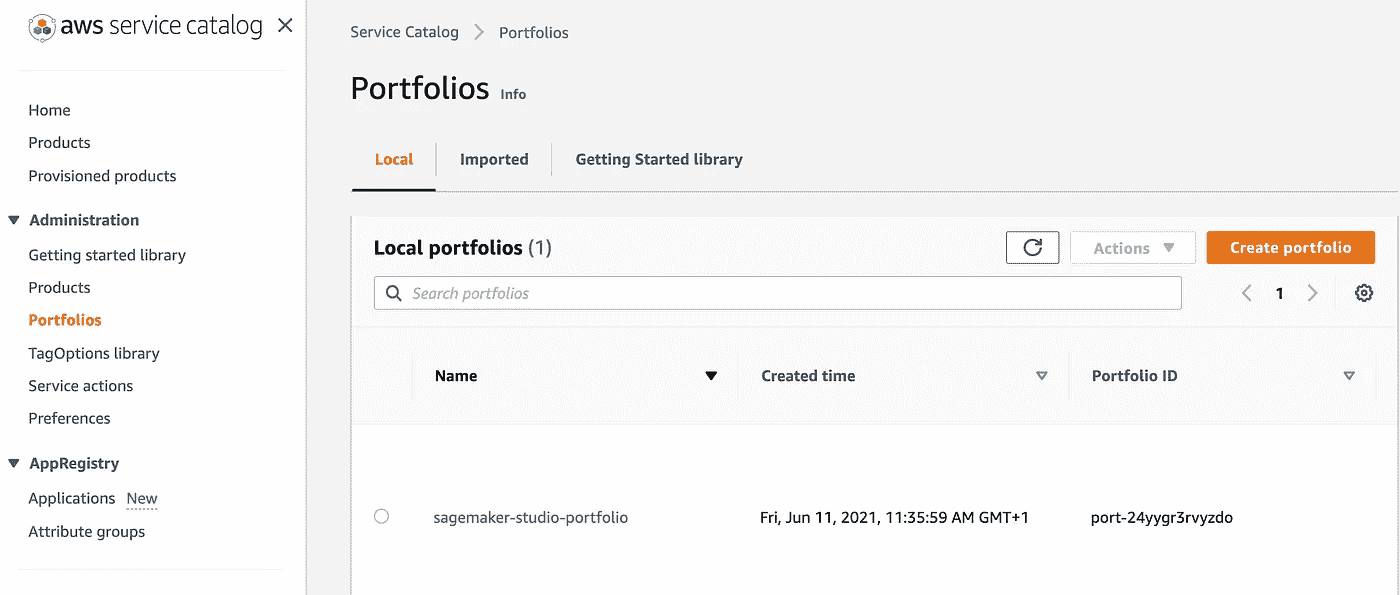 aws service catalog
Home
Products
Provisioned products
Administration
Getting started library
Products
Portfolios
TagOptions library
Service actions
Preferences
AppRegistry
Applications New
Attribute groups
Service Catalog Portfolios
Portfolios Info
Local Imported Getting Started library
Local portfolios (1)
Actions Create portfolio
Search portfolios
1
Name Created time Portfolio ID
sagemaker-studio-portfolio Fri, Jun 11, 2021, 11:35:59 AM GMT+1 port-24yygr3rvyzdo